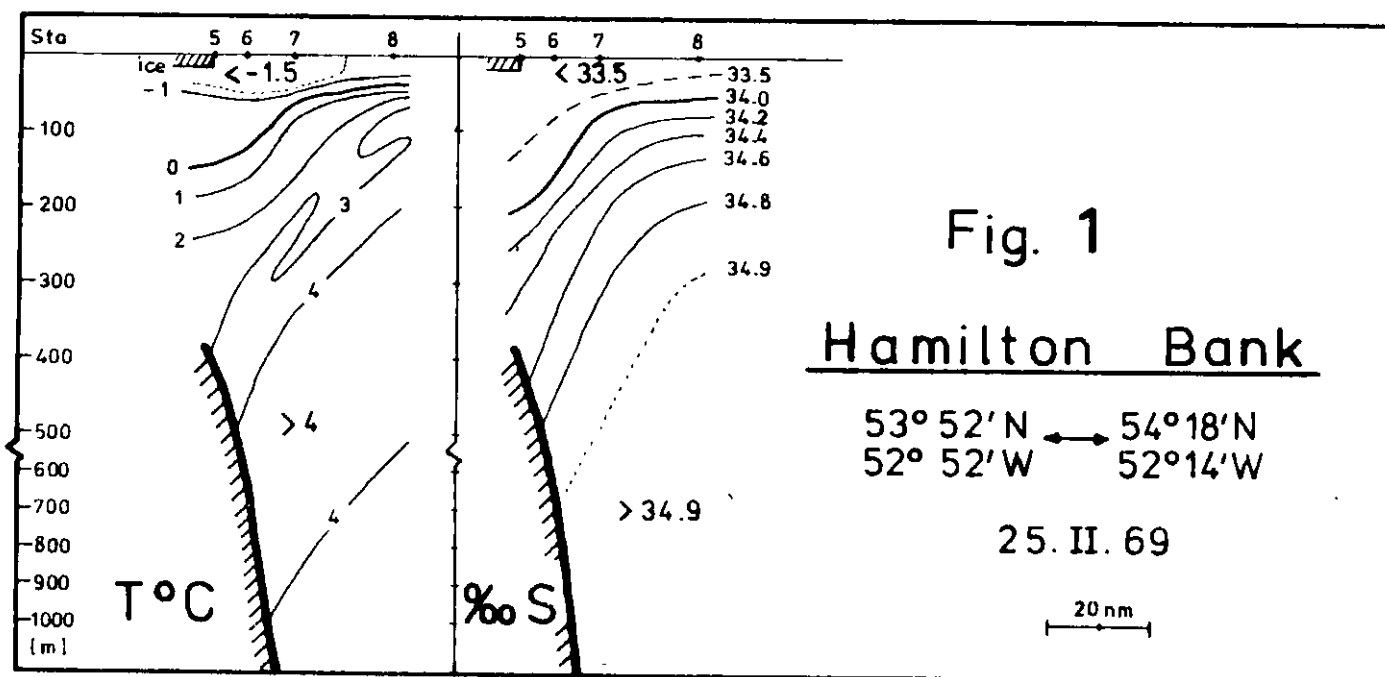 Sta 5 6 7 8 5 6 7 8
ice <-1.5 <33.5 33.5
-1
34.0
100
34.2
34.4
0
34.6
1
200
3
34.8
2
34.9
300
4
400
>4
500
600
4
>34.9
700
800
900
1000
[m]
T°C
‰ S
Fig. 1
Hamilton Bank
53° 52'N ↔ 54°18'N
52° 52'W 52°14'W
25. II. 69
20 nm